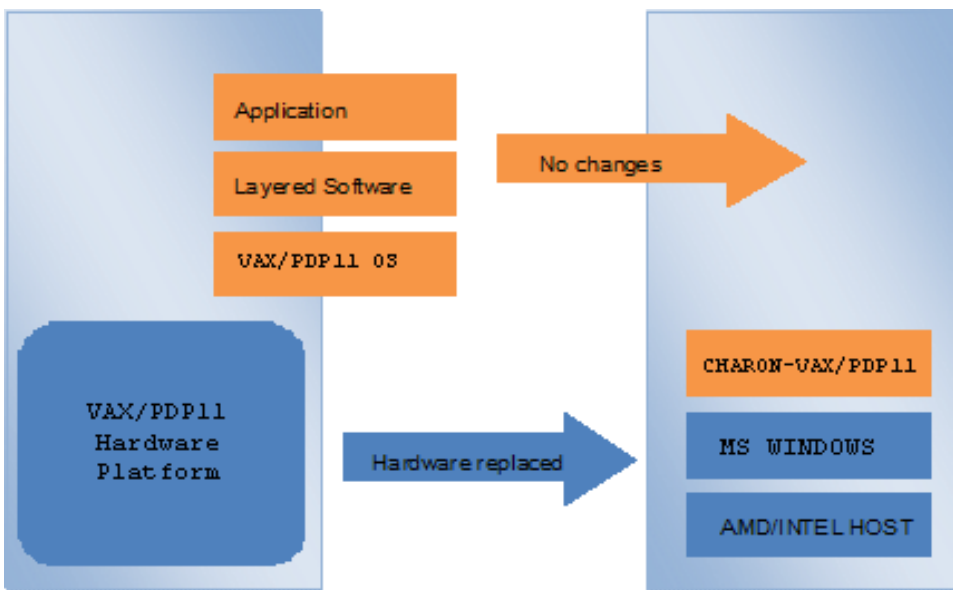 Application
Layered Software
VAX/PDP11 OS
No changes
VAX/PDP11
Hardware
Platform
Hardware replaced
CHARON-VAX/PDP11
MS WINDOWS
AMD/INTEL HOST